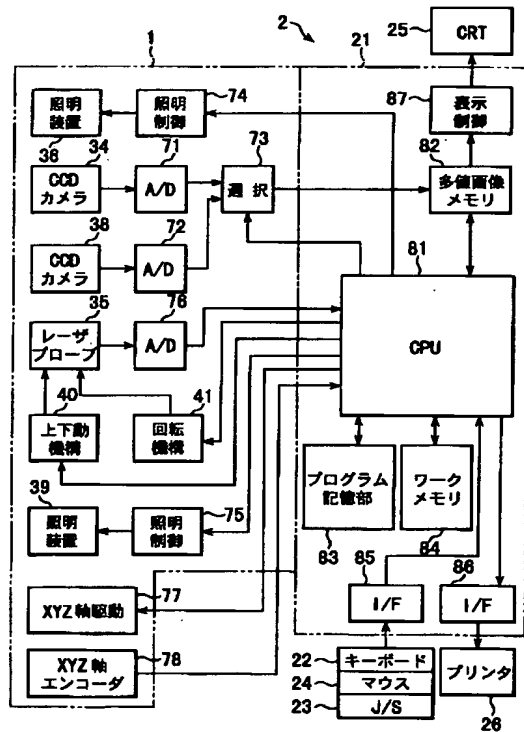 1
2
25
CRT
21
照明
装置
36
照明
制御
74
表示
制御
87
34
CCD
カメラ
71
A/D
73
選択
82
多値画像
メモリ
38
CCD
カメラ
72
A/D
81
CPU
35
レーザ
プローブ
76
A/D
40
上下動
機構
41
回転
機構
39
照明
装置
75
照明
制御
プログラム
記憶部
83
ワーク
メモリ
84
77
XYZ軸駆動
85
I/F
86
I/F
78
XYZ軸
エンコーダ
22
キーボード
24
マウス
23
J/S
プリンタ
26